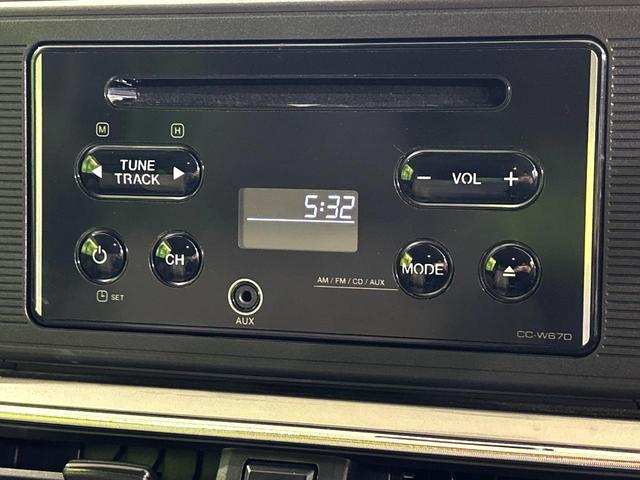 M H
TUNE
TRACK
− VOL +
5:32
CH
MODE
AM / FM / CD / AUX
SET
AUX
CC-W67D